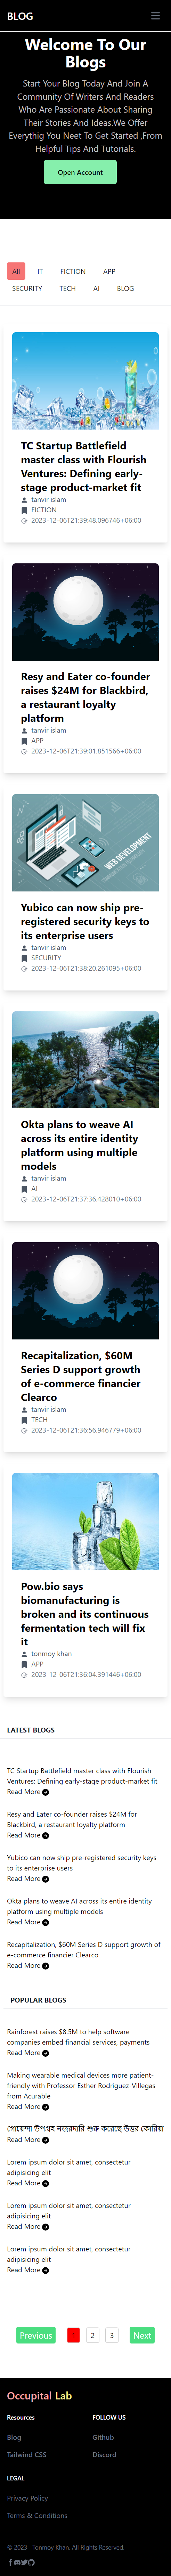 BLOG
Welcome To Our
Blogs
Start Your Blog Today And Join A
Community Of Writers And Readers
Who Are Passionate About Sharing
Their Stories And Ideas.We Offer
Everythig You Neet To Get Started ,From
Helpful Tips And Tutorials.
Open Account
All IT FICTION APP
SECURITY TECH AI BLOG
TC Startup Battlefield
master class with Flourish
Ventures: Defining early-
stage product-market fit
tanvir islam
FICTION
2023-12-06T21:39:48.096746+06:00
Resy and Eater co-founder
raises $24M for Blackbird,
a restaurant loyalty
platform
tanvir islam
APP
2023-12-06T21:39:01.851566+06:00
WEB DEVELOPMENT
Yubico can now ship pre-
registered security keys to
its enterprise users
tanvir islam
SECURITY
2023-12-06T21:38:20.261095+06:00
Okta plans to weave AI
across its entire identity
platform using multiple
models
tanvir islam
AI
2023-12-06T21:37:36.428010+06:00
Recapitalization, $60M
Series D support growth
of e-commerce financier
Clearco
tanvir islam
TECH
2023-12-06T21:36:56.946779+06:00
Pow.bio says
biomanufacturing is
broken and its continuous
fermentation tech will fix
it
tonmoy khan
APP
2023-12-06T21:36:04.391446+06:00
LATEST BLOGS
TC Startup Battlefield master class with Flourish
Ventures: Defining early-stage product-market fit
Read More
Resy and Eater co-founder raises $24M for
Blackbird, a restaurant loyalty platform
Read More
Yubico can now ship pre-registered security keys
to its enterprise users
Read More
Okta plans to weave AI across its entire identity
platform using multiple models
Read More
Recapitalization, $60M Series D support growth of
e-commerce financier Clearco
Read More
POPULAR BLOGS
Rainforest raises $8.5M to help software
companies embed financial services, payments
Read More
Making wearable medical devices more patient-
friendly with Professor Esther Rodriguez-Villegas
from Acurable
Read More
গোয়েন্দা উপগ্রহ নজরদারি শুরু করেছে উত্তর কোরিয়া
Read More
Lorem ipsum dolor sit amet, consectetur
adipisicing elit
Read More
Lorem ipsum dolor sit amet, consectetur
adipisicing elit
Read More
Lorem ipsum dolor sit amet, consectetur
adipisicing elit
Read More
Previous 1 2 3 Next
Occupital Lab
Resources FOLLOW US
Blog Github
Tailwind CSS Discord
LEGAL
Privacy Policy
Terms & Conditions
© 2023 Tonmoy Khan. All Rights Reserved.